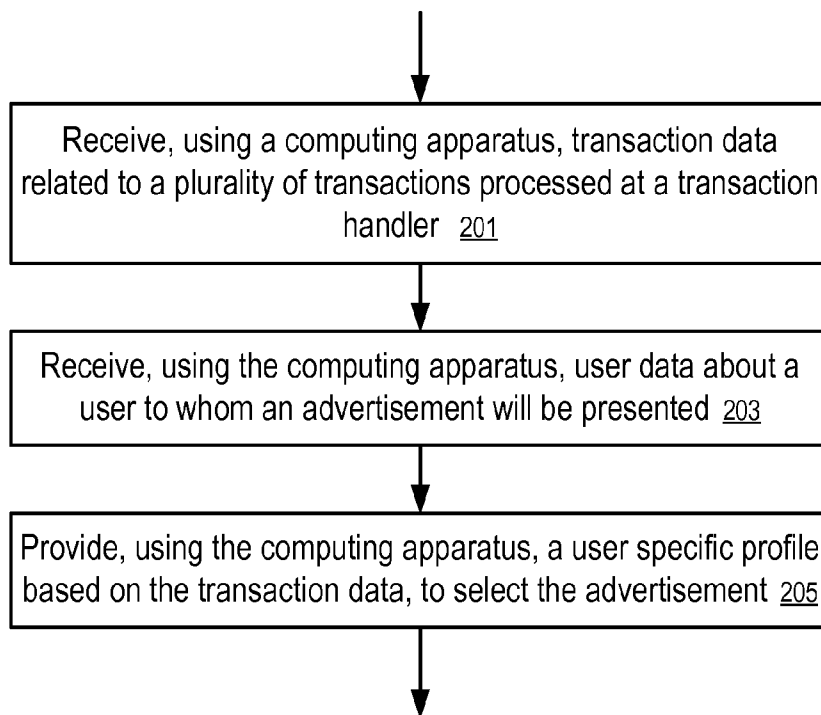 Receive, using a computing apparatus, transaction data
related to a plurality of transactions processed at a transaction
handler 201
Receive, using the computing apparatus, user data about a
user to whom an advertisement will be presented 203
Provide, using the computing apparatus, a user specific profile
based on the transaction data, to select the advertisement 205